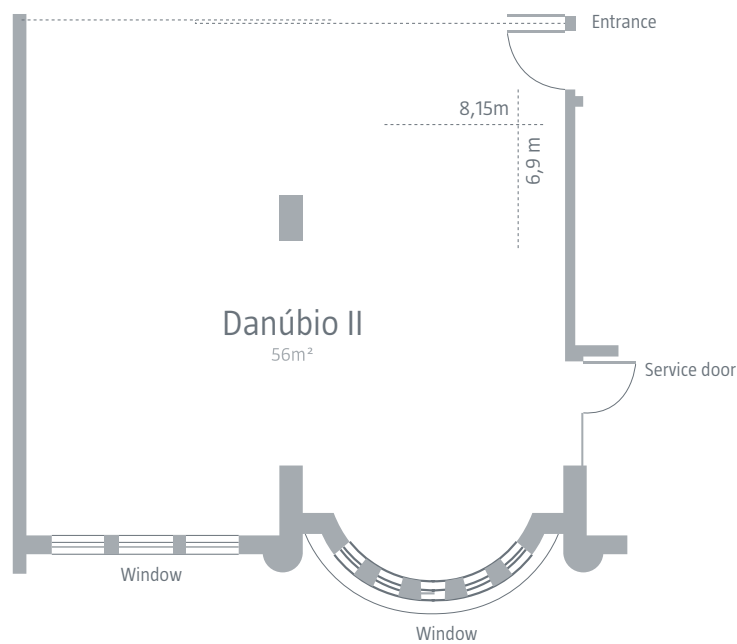 Entrance
8,15m
6,9 m
Danúbio II
56m²
Service door
Window
Window